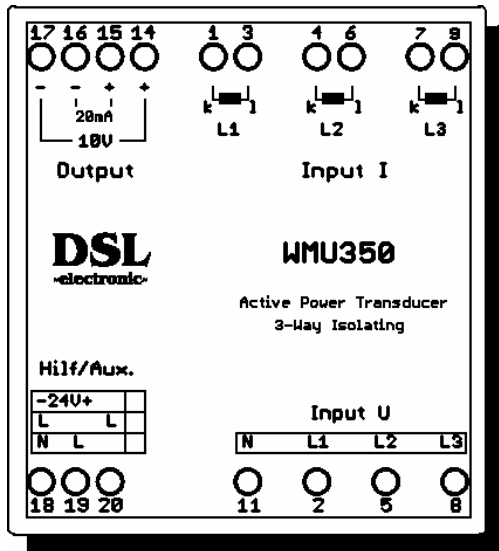 17 16 15 14 1 3 4 6 7 9
- - + + k l k l k l
20mA L1 L2 L3
10V
Output Input I
DSL
electronic
WMU350
Active Power Transducer
3-Way Isolating
Hilf/Aux.
-24V+
L L
N L
Input U
N L1 L2 L3
18 19 20 11 2 5 8